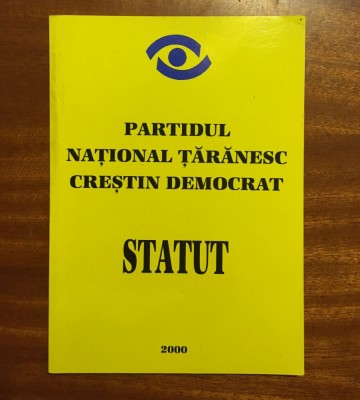 PARTIDUL
NAȚIONAL ȚĂRĂNESC
CREȘTIN DEMOCRAT
STATUT
2000